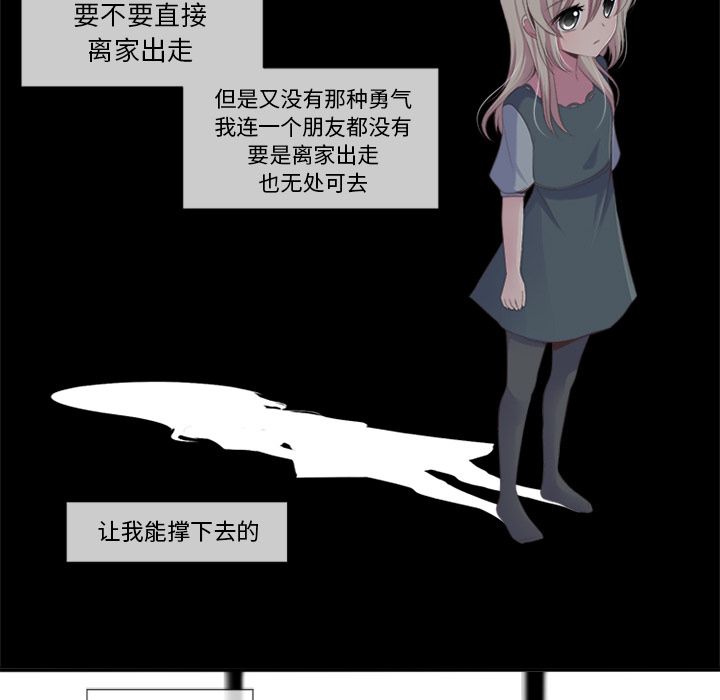 要不要直接
离家出走
但是又没有那种勇气
我连一个朋友都没有
要是离家出走
也无处可去
让我能撑下去的